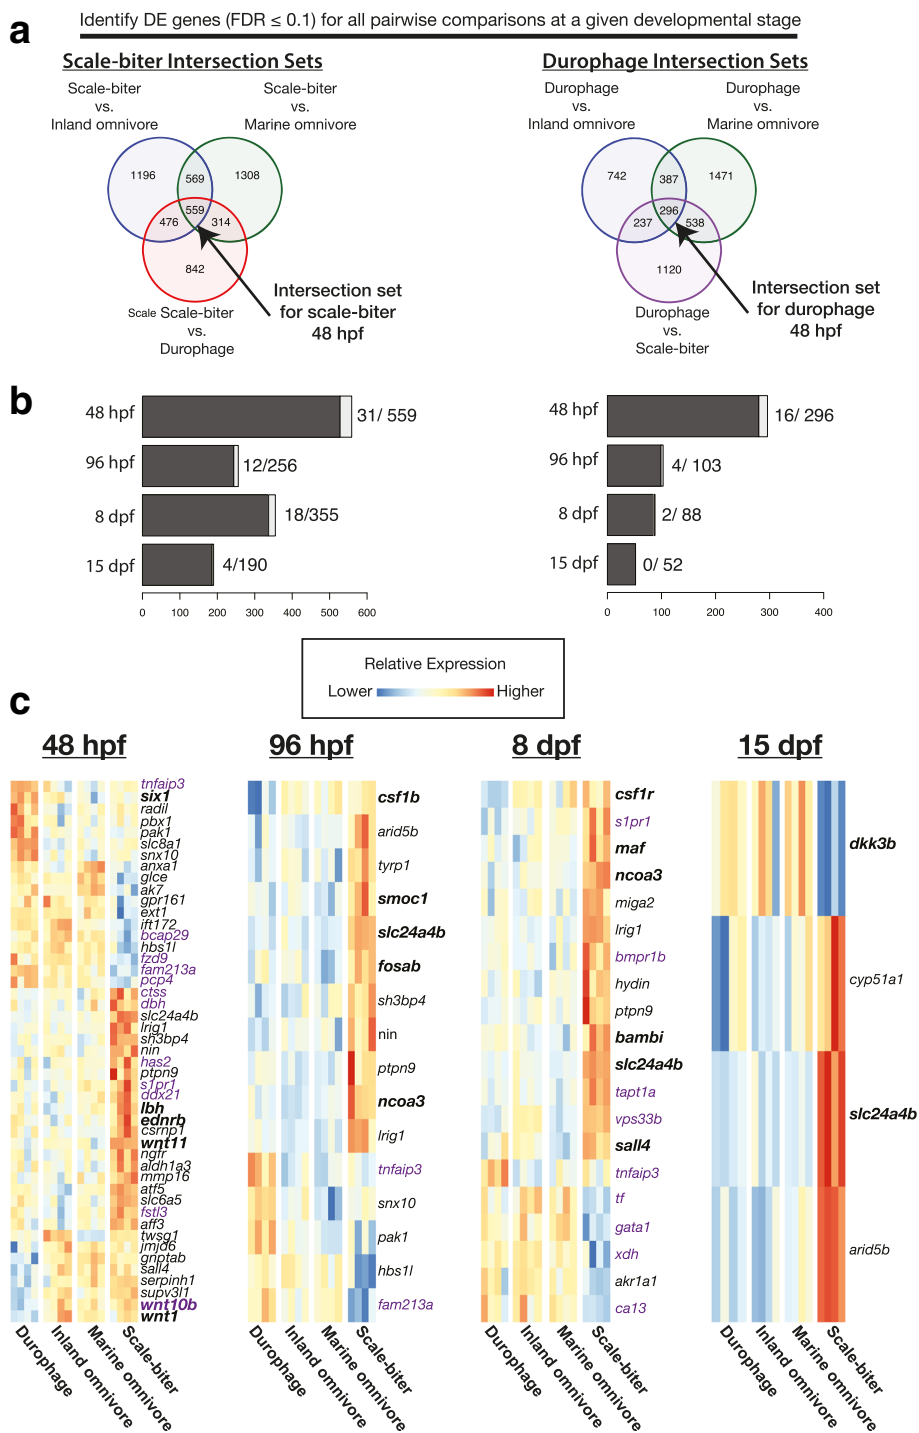 a
Identify DE genes (FDR ≤ 0.1) for all pairwise comparisons at a given developmental stage
Scale-biter Intersection Sets
Scale-biter
vs.
Inland omnivore
Scale-biter
vs.
Marine omnivore
1196
569
1308
559
476
314
842
Intersection set
for scale-biter
48 hpf
Scale Scale-biter
vs.
Durophage
Durophage Intersection Sets
Durophage
vs.
Inland omnivore
Durophage
vs.
Marine omnivore
742
387
1471
296
237
538
1120
Intersection set
for durophage
48 hpf
Durophage
vs.
Scale-biter
b
48 hpf
31/ 559
96 hpf
12/256
8 dpf
18/355
15 dpf
4/190
0 100 200 300 400 500 600
48 hpf
16/ 296
96 hpf
4/ 103
8 dpf
2/ 88
15 dpf
0/ 52
0 100 200 300 400
Relative Expression
Lower Higher
c
48 hpf
tnfaip3
six1
radil
pbx1
pak1
slc8a1
snx10
anxa1
glce
ak7
gpr161
ext1
ift172
bcap29
hbs1l
fzd9
fam213a
pcp4
ctss
dbh
slc24a4b
lrig1
sh3bp4
nin
has2
ptpn9
s1pr1
ddx21
lbh
ednrb
csrnp1
wnt11
ngfr
aldh1a3
mmp16
atf5
slc6a5
fstl3
aff3
twsg1
jmjd6
gnptab
sall4
serpinh1
supv3l1
wnt10b
wnt1
Durophage
Inland omnivore
Marine omnivore
Scale-biter
96 hpf
csf1b
arid5b
tyrp1
smoc1
slc24a4b
fosab
sh3bp4
nin
ptpn9
ncoa3
lrig1
tnfaip3
snx10
pak1
hbs1l
fam213a
Durophage
Inland omnivore
Marine omnivore
Scale-biter
8 dpf
csf1r
s1pr1
maf
ncoa3
miga2
lrig1
bmpr1b
hydin
ptpn9
bambi
slc24a4b
tapt1a
vps33b
sall4
tnfaip3
tf
gata1
xdh
akr1a1
ca13
Durophage
Inland omnivore
Marine omnivore
Scale-biter
15 dpf
dkk3b
cyp51a1
slc24a4b
arid5b
Durophage
Inland omnivore
Marine omnivore
Scale-biter